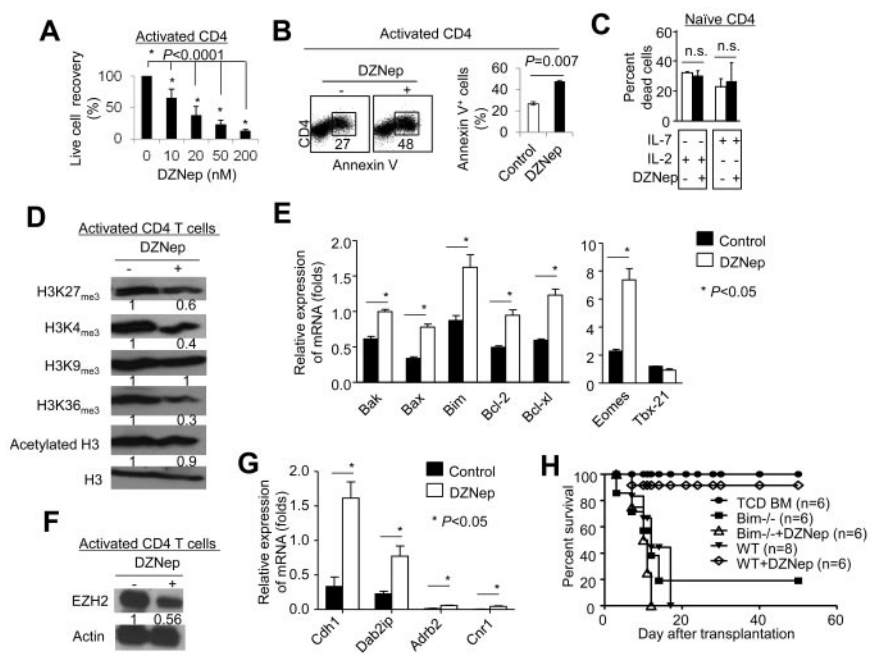 A
Activated CD4
* P<0.0001
Live cell recovery
(%)
100
50
0
* * * *
0 10 20 50 200
DZNep (nM)
B
Activated CD4
DZNep
- +
CD4
27 48
Annexin V
P=0.007
Annexin V+ cells
(%)
60
40
20
0
Control
DZNep
C
Naïve CD4
n.s. n.s.
Percent
dead cells
60
40
20
0
IL-7 - - + +
IL-2 + + - -
DZNep - + - +
D
Activated CD4 T cells
DZNep
- +
H3K27me3
1 0.6
H3K4me3
1 0.4
H3K9me3
1 1
H3K36me3
1 0.3
Acetylated H3
1 0.9
H3
E
Relative expression
of mRNA (folds)
2.0
1.5
1.0
0.5
0.0
* * * * *
Bak
Bax
Bim
Bcl-2
Bcl-xl
10
8
6
4
2
0
*
Eomes
Tbx-21
Control
DZNep
* P<0.05
F
Activated CD4 T cells
DZNep
- +
EZH2
1 0.56
Actin
G
Relative expression
of mRNA (folds)
2.0
1.5
1.0
0.5
0.0
* * * *
Cdh1
Dab2ip
Adrb2
Cnr1
Control
DZNep
* P<0.05
H
Percent survival
100
80
60
40
20
0
0 20 40 60
Day after transplantation
TCD BM (n=6)
Bim-/- (n=6)
Bim-/-+DZNep (n=6)
WT (n=8)
WT+DZNep (n=6)